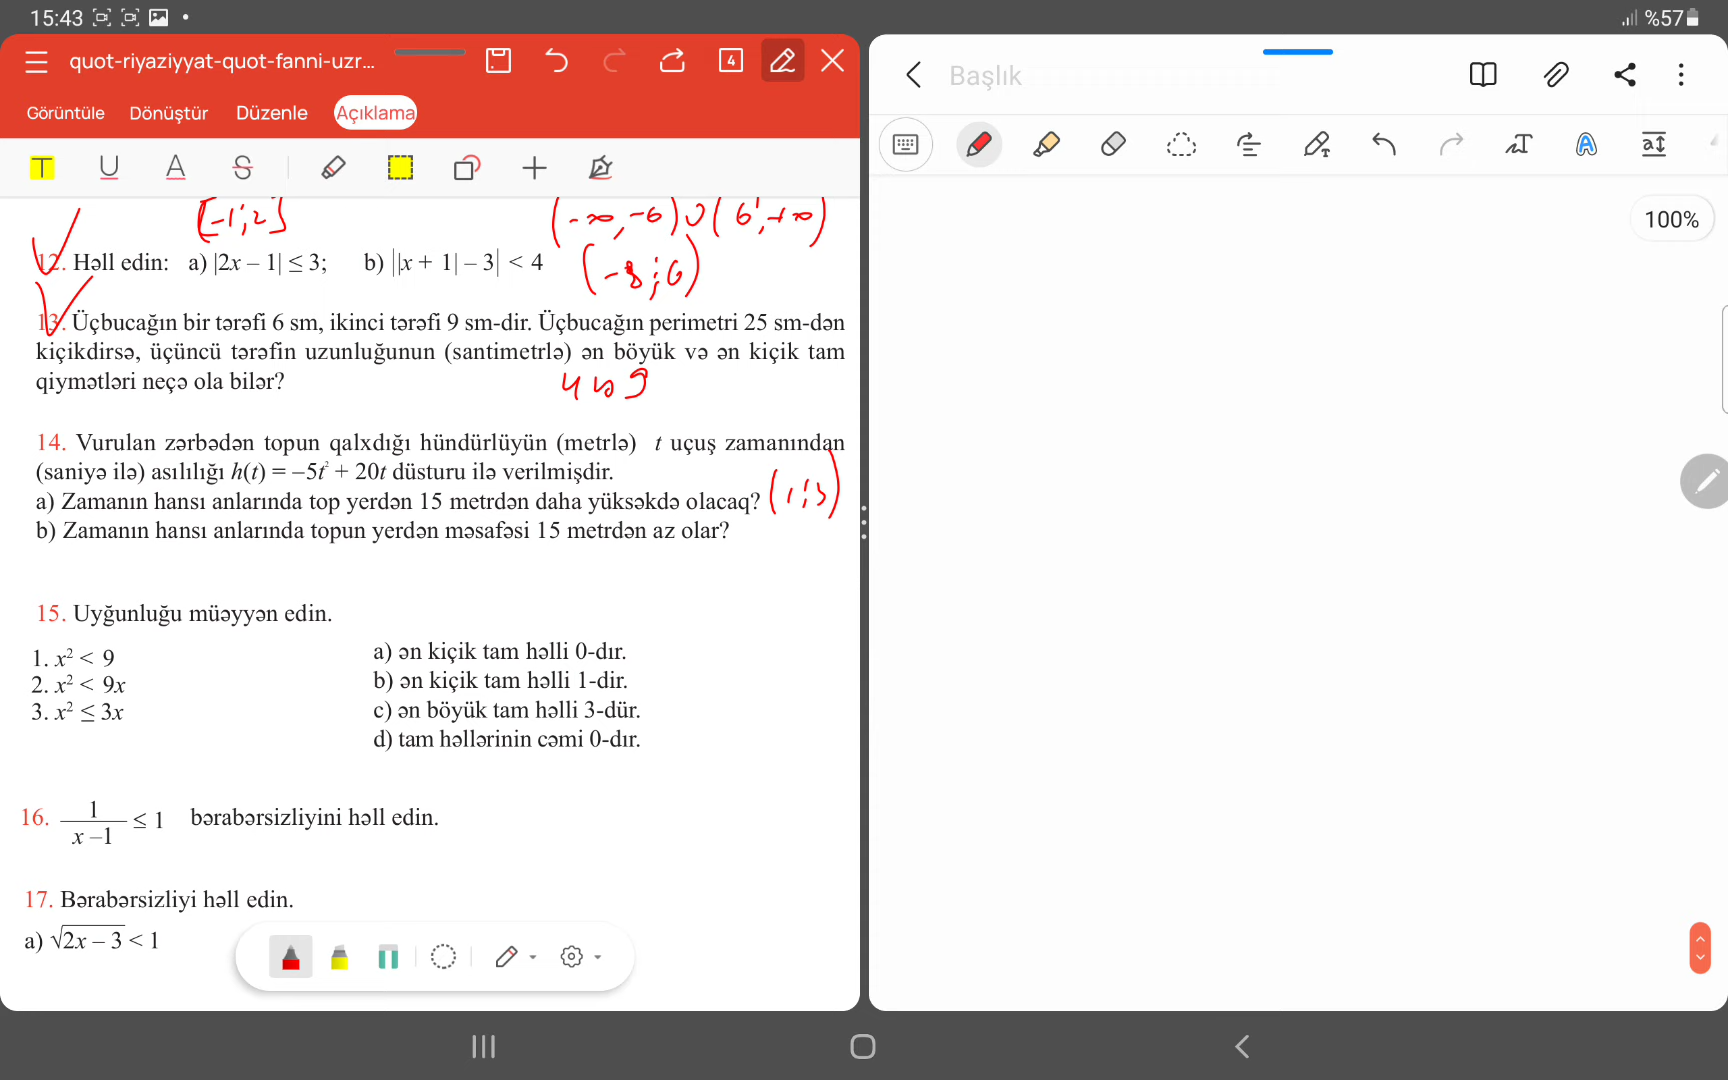 15:43
%57
quot-riyaziyyat-quot-fanni-uzr...
4
Görüntüle Dönüştür Düzenle Açıklama
T U A S
[-1;2]
(-∞,-6)∪(6;+∞)
12. Həll edin: a) |2x – 1| ≤ 3; b) ||x + 1| – 3| < 4
(-8;6)
13. Üçbucağın bir tərəfi 6 sm, ikinci tərəfi 9 sm-dir. Üçbucağın perimetri 25 sm-dən
kiçikdirsə, üçüncü tərəfin uzunluğunun (santimetrlə) ən böyük və ən kiçik tam
qiymətləri neçə ola bilər?
4 və 9
14. Vurulan zərbədən topun qalxdığı hündürlüyün (metrlə) t uçuş zamanından
(saniyə ilə) asılılığı h(t) = –5t² + 20t düsturu ilə verilmişdir.
a) Zamanın hansı anlarında top yerdən 15 metrdən daha yüksəkdə olacaq? (1;3)
b) Zamanın hansı anlarında topun yerdən məsafəsi 15 metrdən az olar?
15. Uyğunluğu müəyyən edin.
1. x² < 9
2. x² < 9x
3. x² ≤ 3x
a) ən kiçik tam həlli 0-dır.
b) ən kiçik tam həlli 1-dir.
c) ən böyük tam həlli 3-dür.
d) tam həllərinin cəmi 0-dır.
16. 1/(x –1) ≤ 1 bərabərsizliyini həll edin.
17. Bərabərsizliyi həll edin.
a) √(2x – 3) < 1
Başlık
100%